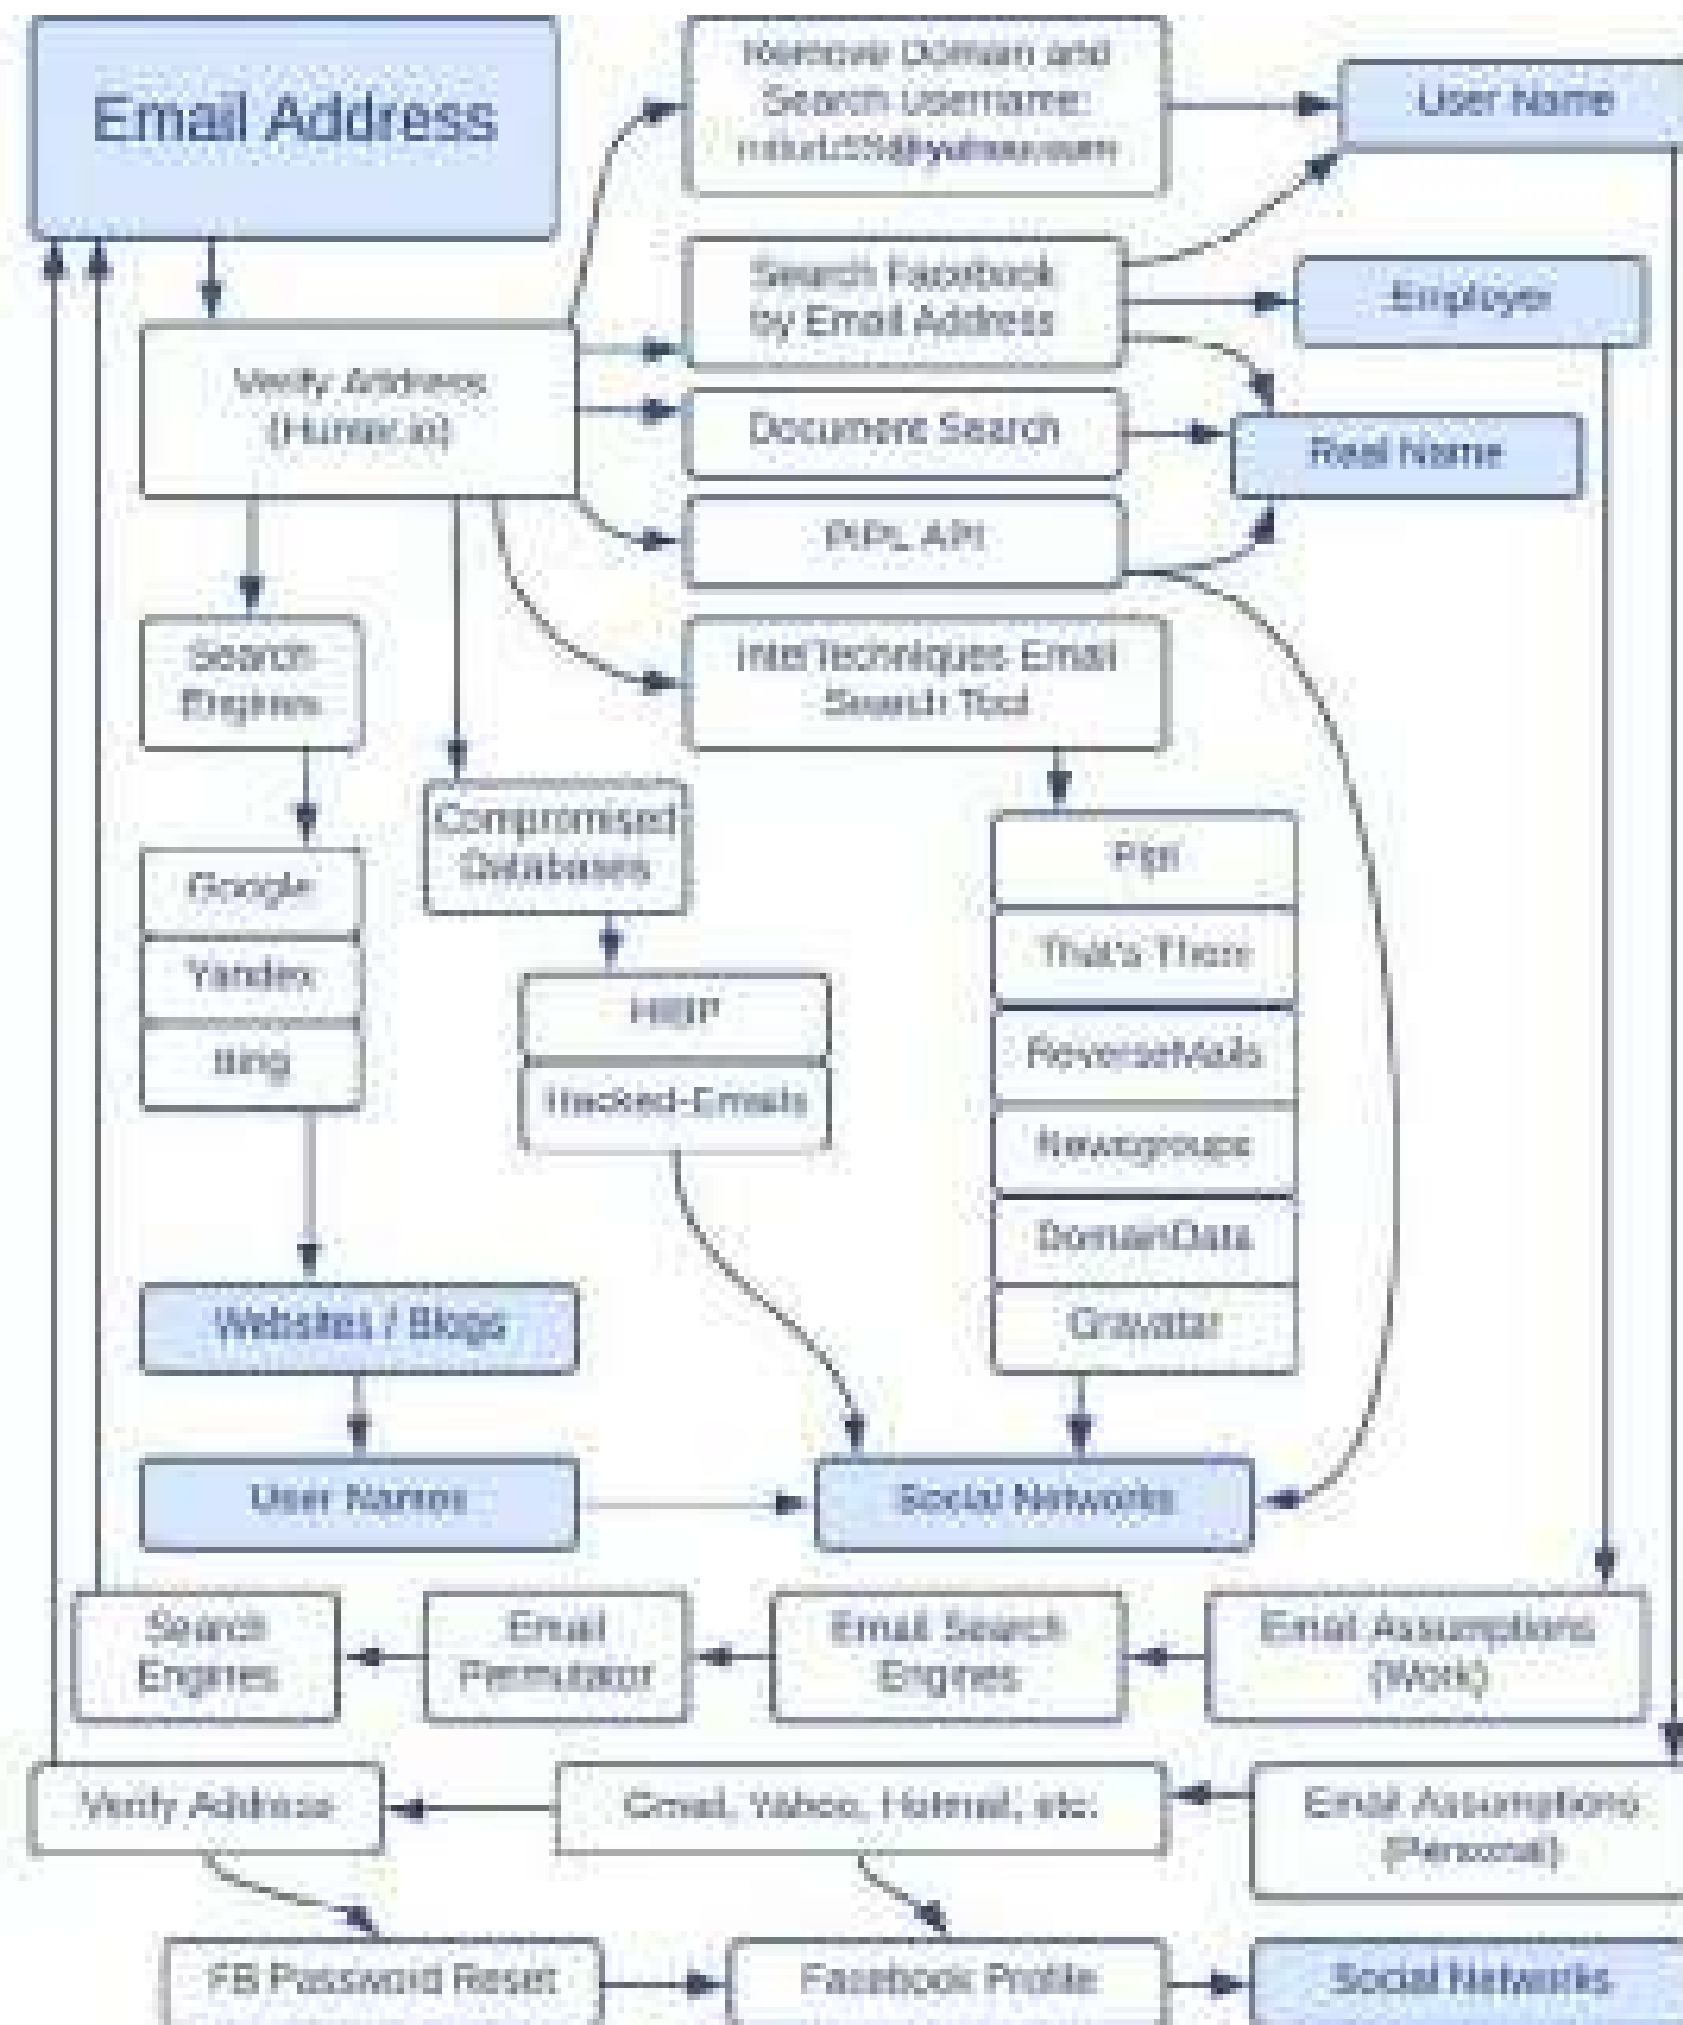 Email Address
Remove Domain and
Search Username:
User Name
Search Facebook
by Email Address
Employer
Verify Address
(Hunter.io)
Document Search
Real Name
PIPL API
Search
Engines
IntelTechniques Email
Search Tool
Compromised
Databases
Google
Yandex
Bing
Pipl
That's Them
HIBP
Hacked-Emails
ReverseMails
Newsgroups
DomainData
Gravatar
Websites / Blogs
User Names
Social Networks
Search
Engines
Email
Permutator
Email Search
Engines
Email Assumptions
(Work)
Verify Address
Gmail, Yahoo, Hotmail, etc.
Email Assumptions
(Personal)
FB Password Reset
Facebook Profile
Social Networks